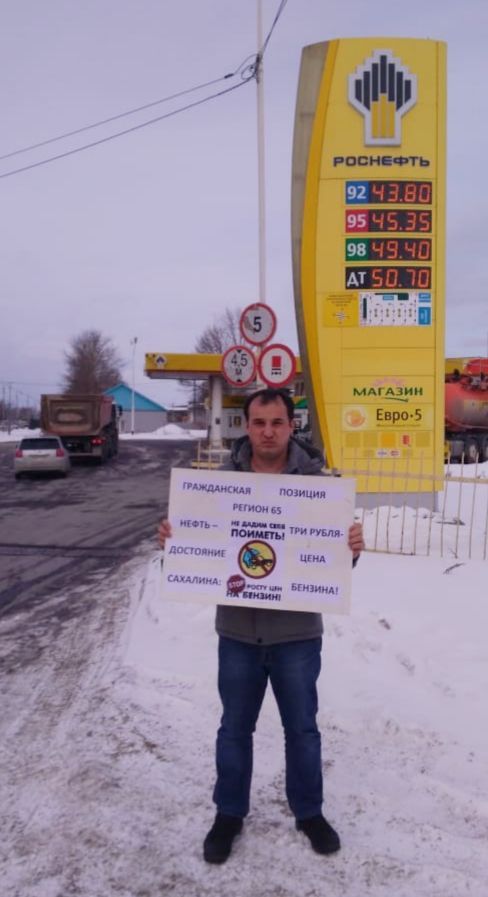 РОСНЕФТЬ
92 43.80
95 45.35
98 49.40
ДТ 50.70
5
4,5 М
МАГАЗИН
Евро·5
ГРАЖДАНСКАЯ ПОЗИЦИЯ
РЕГИОН 65
НЕФТЬ –
ДОСТОЯНИЕ
САХАЛИНА:
НЕ ДАДИМ СЕБЯ
ПОИМЕТЬ!
STOP
РОСТУ ЦЕН
НА БЕНЗИН!
ТРИ РУБЛЯ-
ЦЕНА
БЕНЗИНА!